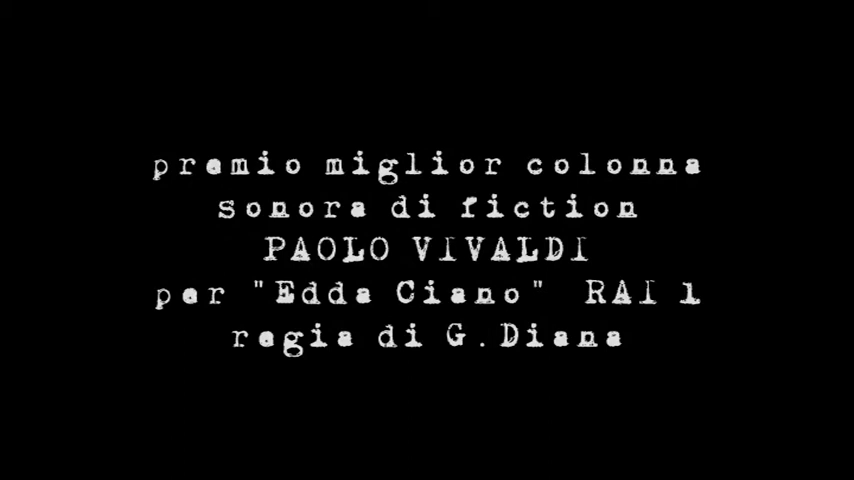 premio miglior colonna
sonora di fiction
PAOLO VIVALDI
per "Edda Ciano" RAI 1
regia di G.Diana